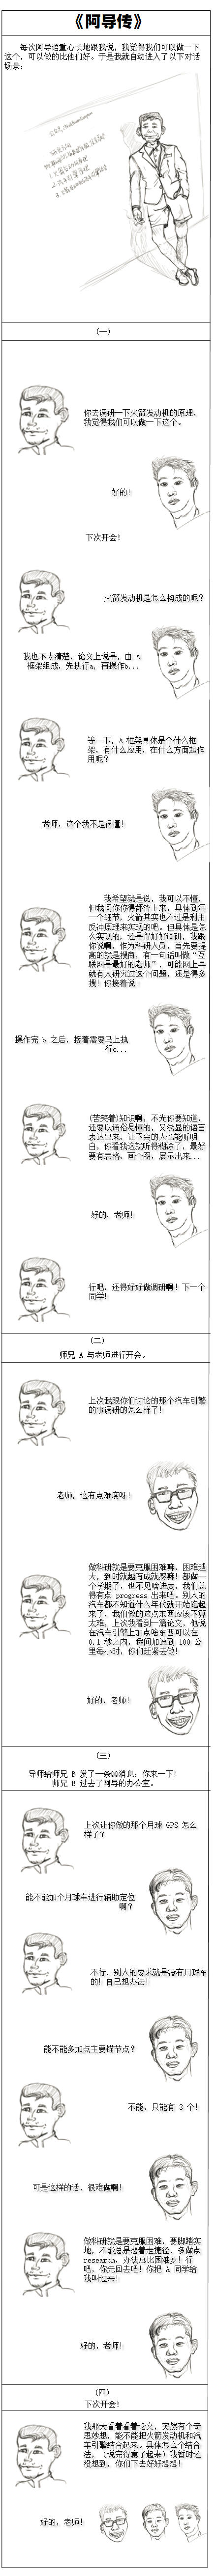 《阿导传》
每次阿导语重心长地跟我说，我觉得我们可以做一下
这个，可以做的比他们好。于是我就自动进入了以下对话
场景：
（一）
你去调研一下火箭发动机的原理，
我觉得我们可以做一下这个。
好的！
下次开会！
火箭发动机是怎么构成的呢？
我也不太清楚，论文上说是，由 A
框架组成，先执行a，再操作b...
等一下，A 框架具体是个什么框
架，有什么应用，在什么方面起作
用呢？
老师，这个我不是很懂！
我希望就是说，我可以不懂，
但我问你你得都答上来，具体到每
一个细节，火箭其实也不过是利用
反冲原理来实现的吧，但具体是怎
么实现的，还是得好好调研，我跟
你说啊，作为科研人员，首先要提
高的就是搜商，有一句话叫做“互
联网是最好的老师”，可能网上早
就有人研究过这个问题，还是得多
搜！你接着说！
操作完 b 之后，接着需要马上执
行c...
(苦笑着)知识啊，不光你要知道，
还要以通俗易懂的，又浅显的语言
表达出来，让不会的人也能听明
白，你看我这就听得糊涂了，最好
要有表格，画个图，展示出来...
好的，老师！
行吧，还得好好做调研啊！下一个
同学！
（二）
师兄 A 与老师进行开会。
上次我跟你们讨论的那个汽车引擎
的事调研的怎么样了！
老师，这有点难度呀！
做科研就是要克服困难嘛，困难越
大，到时就越有成就感嘛！都做一
个学期了，也不见啥进度，我们总
得有点 progress 出来吧，别人的
汽车都不知道什么年代就开始跑起
来了，我们做的这点东西应该不算
太难，上次我看到一篇论文，他说
在汽车引擎上加点啥东西可以在
0.1 秒之内，瞬间加速到 100 公
里每小时，你们赶紧去做！
好的，老师！
（三）
导师给师兄 B 发了一条QQ消息：你来一下！
师兄 B 过去了阿导的办公室。
上次让你做的那个月球 GPS 怎么
样了？
能不能加个月球车进行辅助定位
啊？
不行，别人的要求就是没有月球车
的！自己想办法！
能不能多加点主要锚节点？
不能，只能有 3 个！
可是这样的话，很难做啊！
做科研就是要克服困难，要脚踏实
地，不能总是想着走捷径，多做点
research，办法总比困难多！行
吧，你先回去吧！你把 A 同学给
我叫过来！
好的，老师！
（四）
下次开会！
我那天看着看着论文，突然有个奇
思妙想，能不能把火箭发动机和汽
车引擎结合起来。具体怎么个结合
法，（说完得意了起来）我暂时还
没想到，你们下去好好想想！
好的，老师！